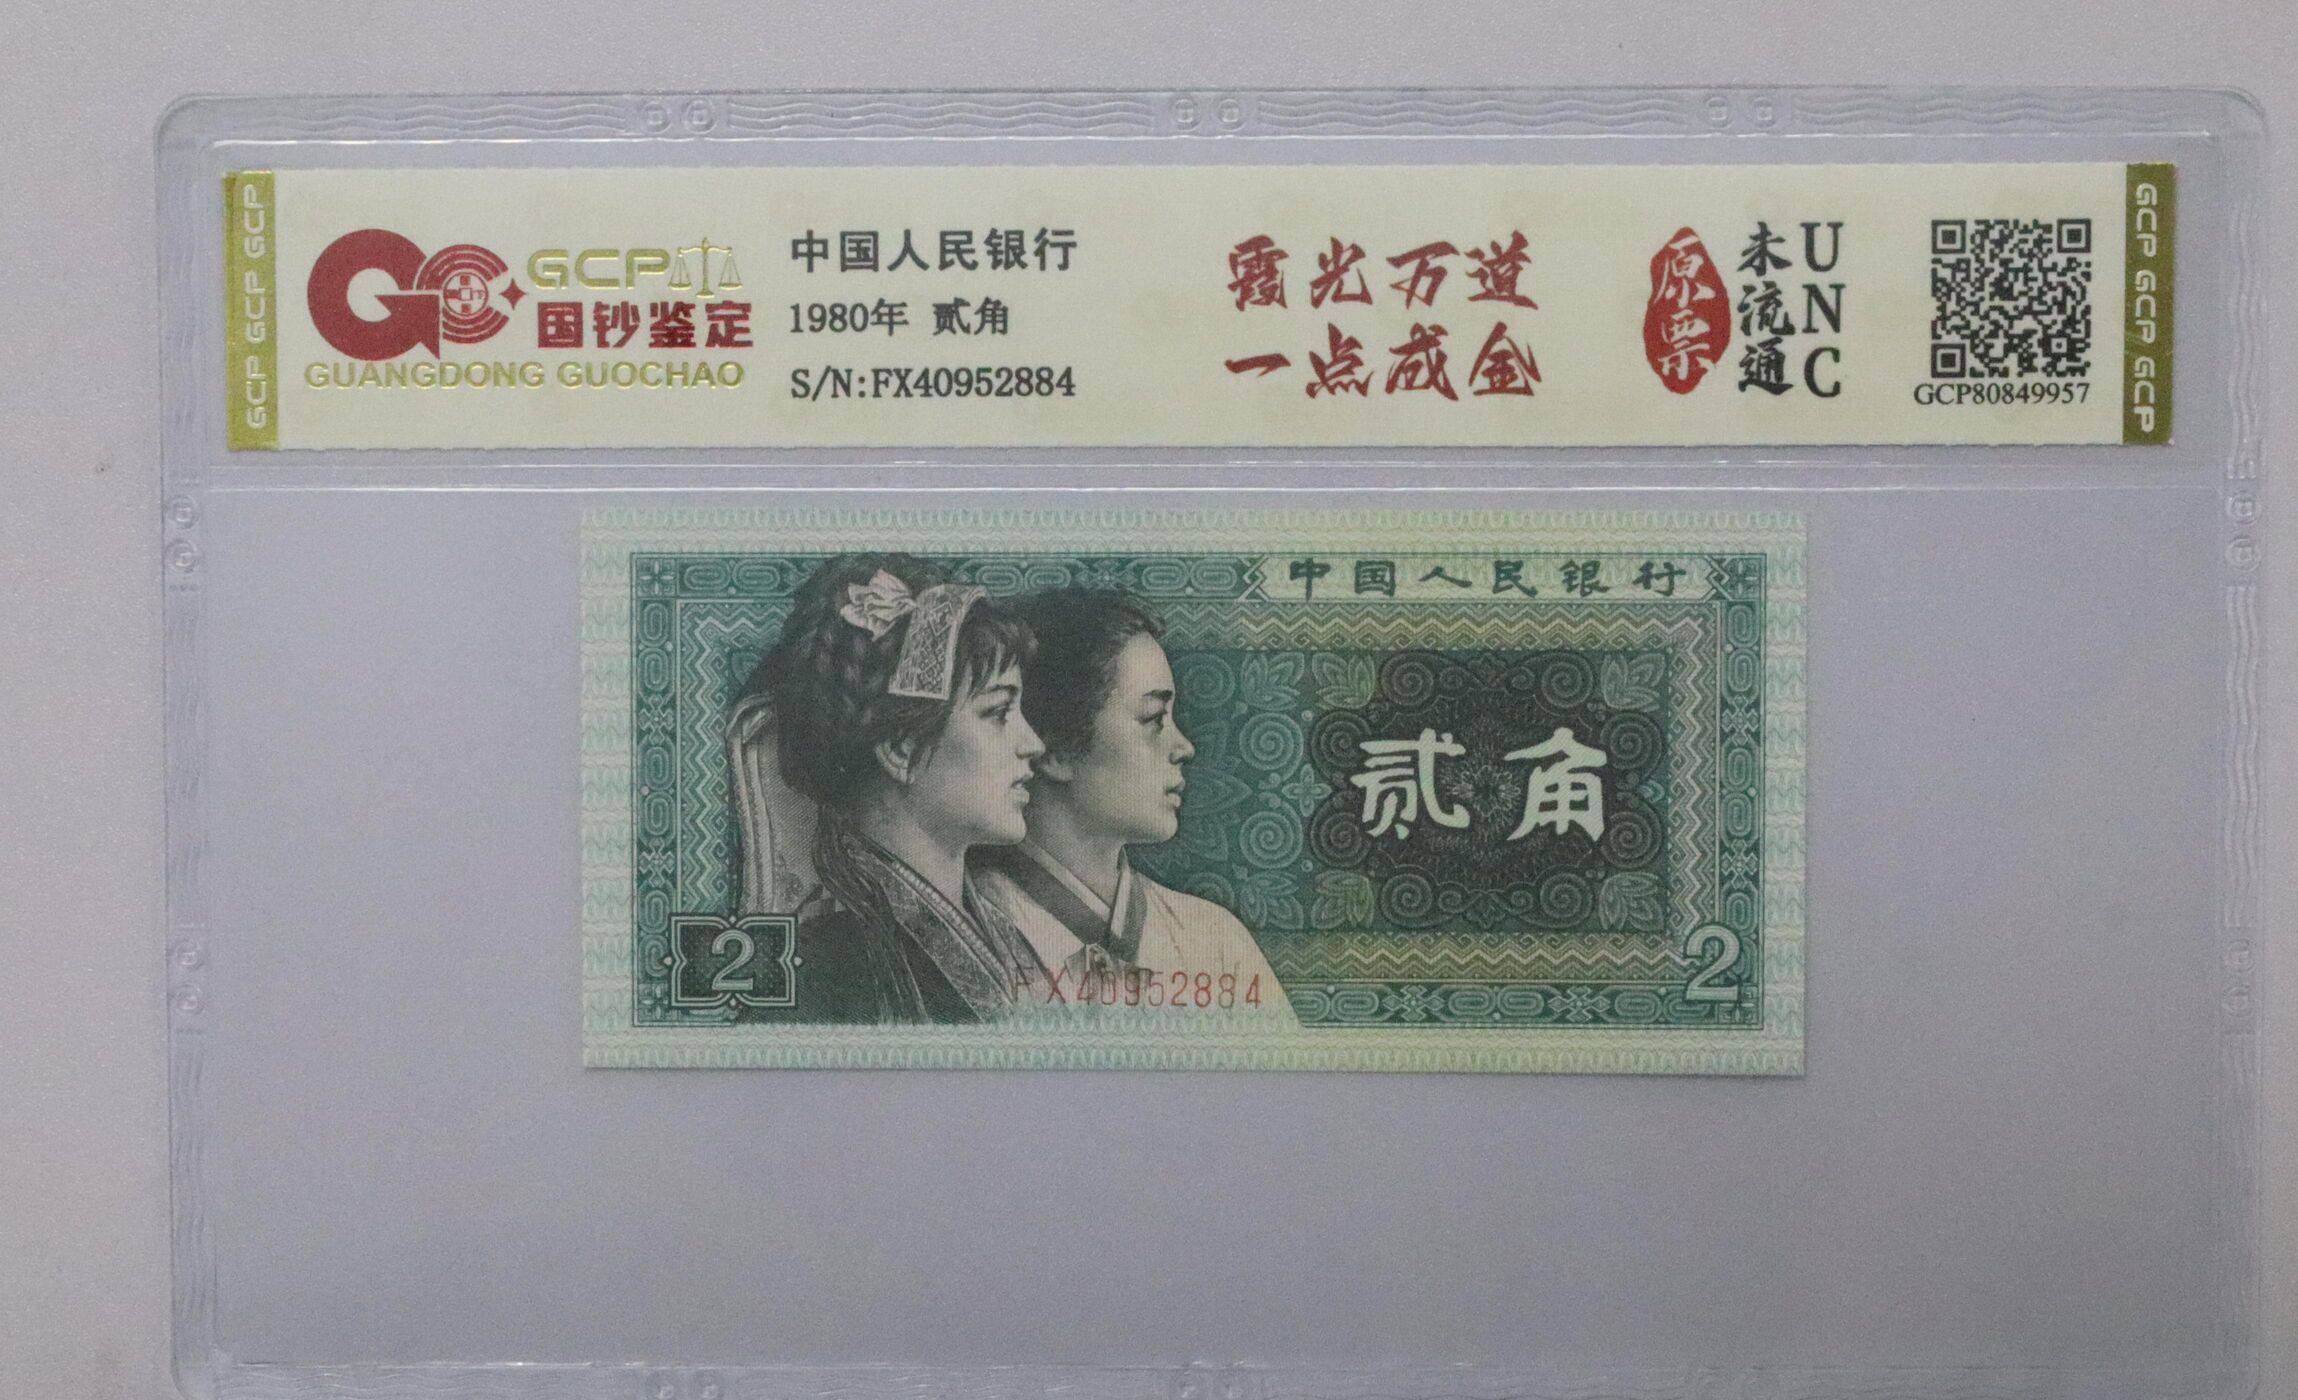 GCP GCP GCP
GCP
国钞鉴定
GUANGDONG GUOCHAO
中国人民银行
1980年 贰角
S/N:FX40952884
霞光万道
一点成金
原票
未流通
UNC
GCP80849957
GCP GCP GCP
中国人民银行
贰角
2
FX40952884
2